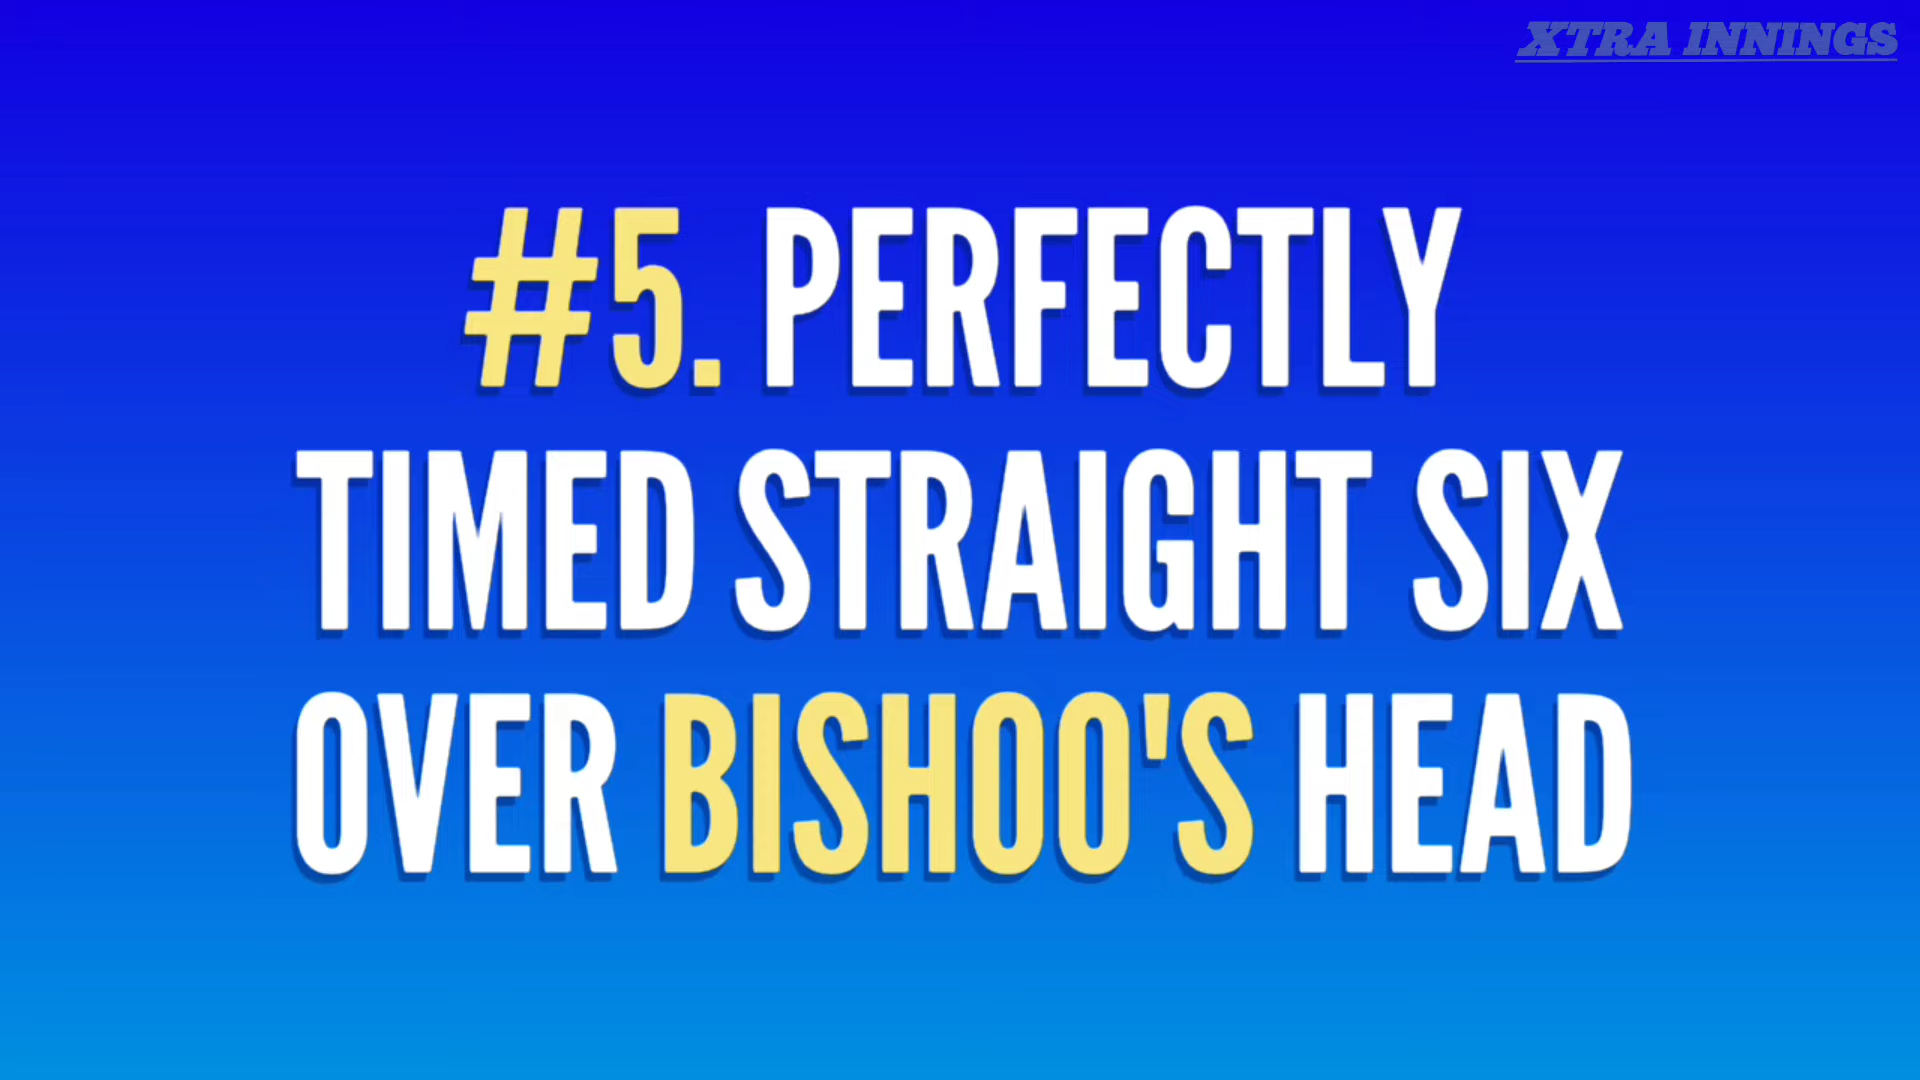 XTRA INNINGS
#5. PERFECTLY
TIMED STRAIGHT SIX
OVER BISHOO'S HEAD